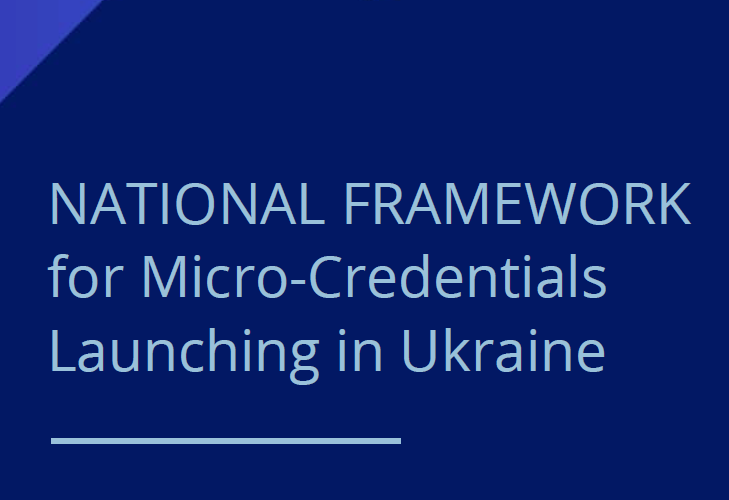 NATIONAL FRAMEWORK
for Micro-Credentials
Launching in Ukraine